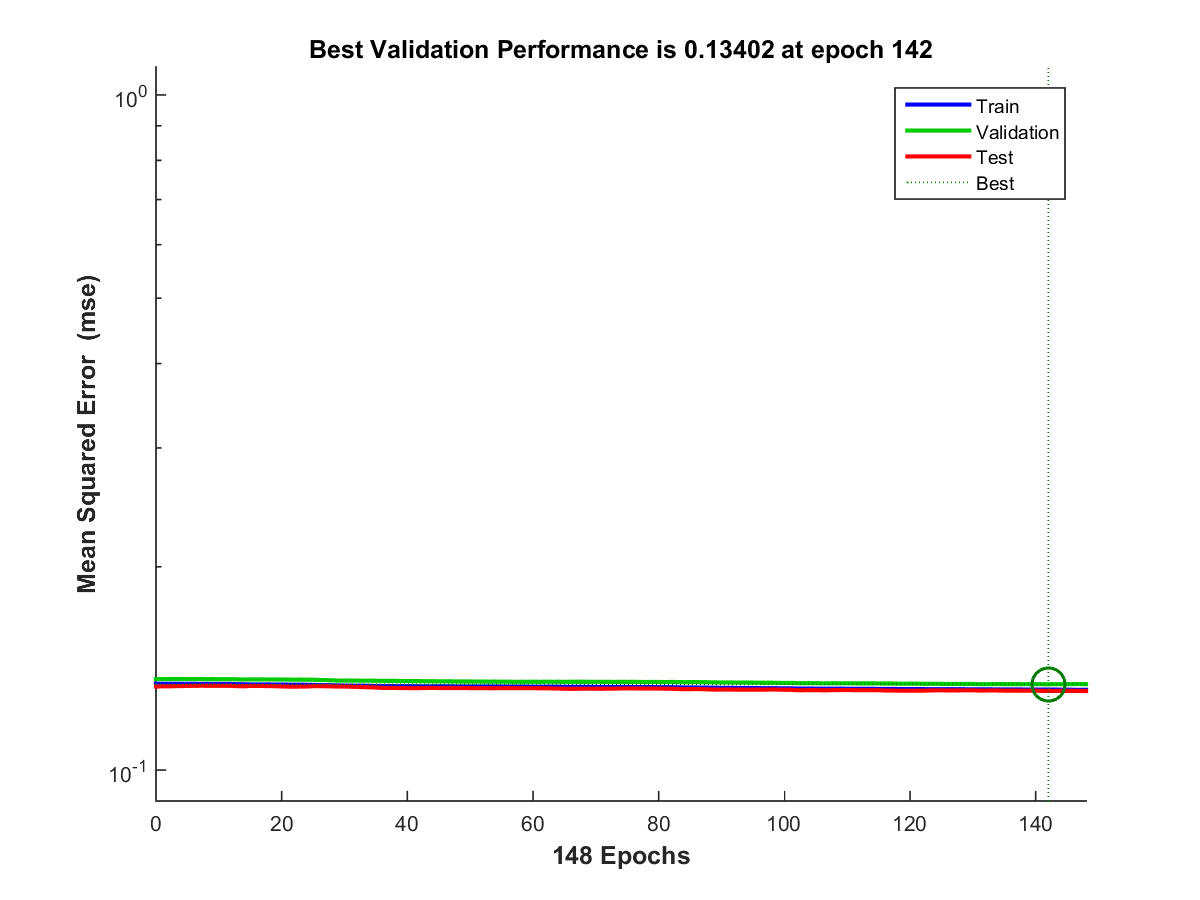 Best Validation Performance is 0.13402 at epoch 142
Mean Squared Error  (mse)
10^0
10^-1
Train
Validation
Test
Best
0 20 40 60 80 100 120 140
148 Epochs